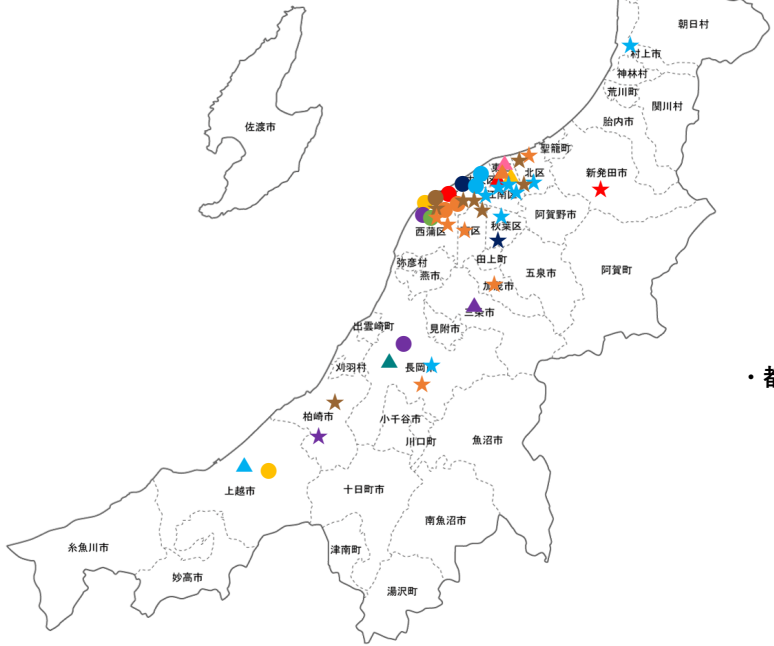 朝日村
村上市
神林村
荒川町
関川村
胎内市
佐渡市
聖籠町
東
北区
新発田市
江南区
阿賀野市
秋葉区
西蒲区
区
田上町
弥彦村
五泉市
阿賀町
燕市
加茂市
三条市
出雲崎町
見附市
刈羽村
長岡市
・都
柏崎市
小千谷市
川口町
魚沼市
上越市
十日町市
南魚沼市
糸魚川市
津南町
妙高市
湯沢町